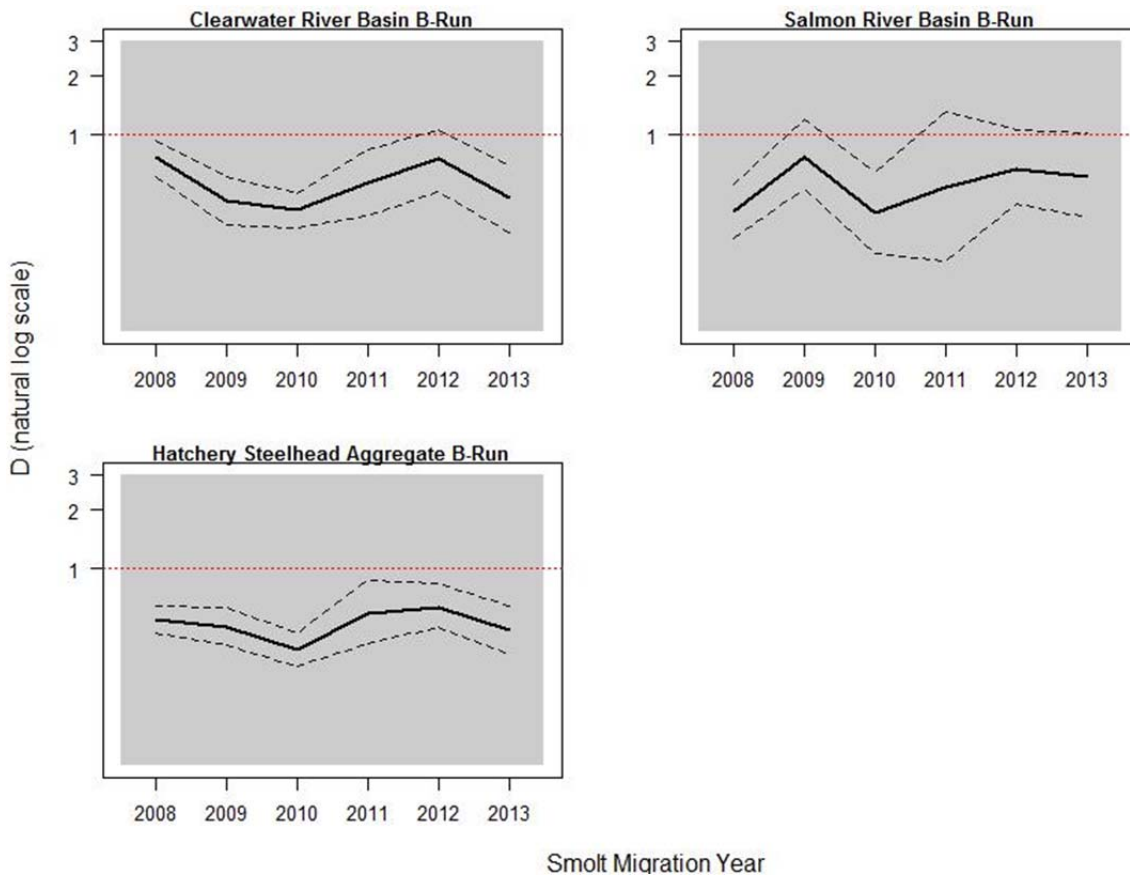 Clearwater River Basin B-Run
3
2
1
2008 2009 2010 2011 2012 2013
Salmon River Basin B-Run
3
2
1
2008 2009 2010 2011 2012 2013
D (natural log scale)
Hatchery Steelhead Aggregate B-Run
3
2
1
2008 2009 2010 2011 2012 2013
Smolt Migration Year